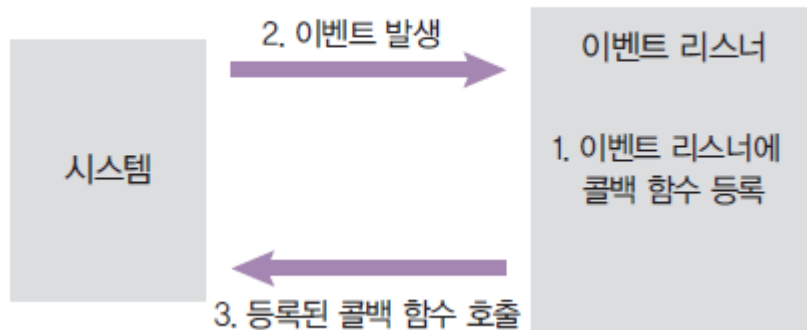 2. 이벤트 발생
이벤트 리스너
시스템
1. 이벤트 리스너에
콜백 함수 등록
3. 등록된 콜백 함수 호출